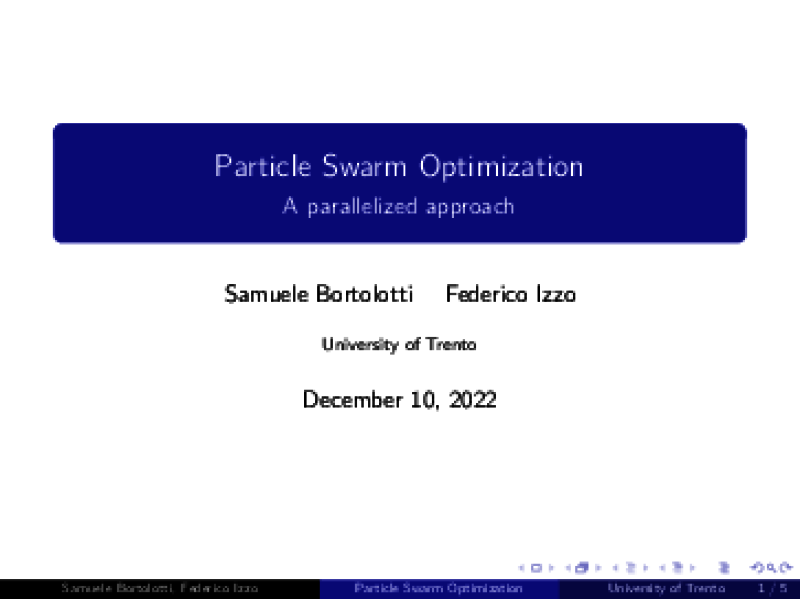 Particle Swarm Optimization
A parallelized approach
Samuele Bortolotti Federico Izzo
University of Trento
December 10, 2022
Samuele Bortolotti, Federico Izzo Particle Swarm Optimization University of Trento 1 / 5